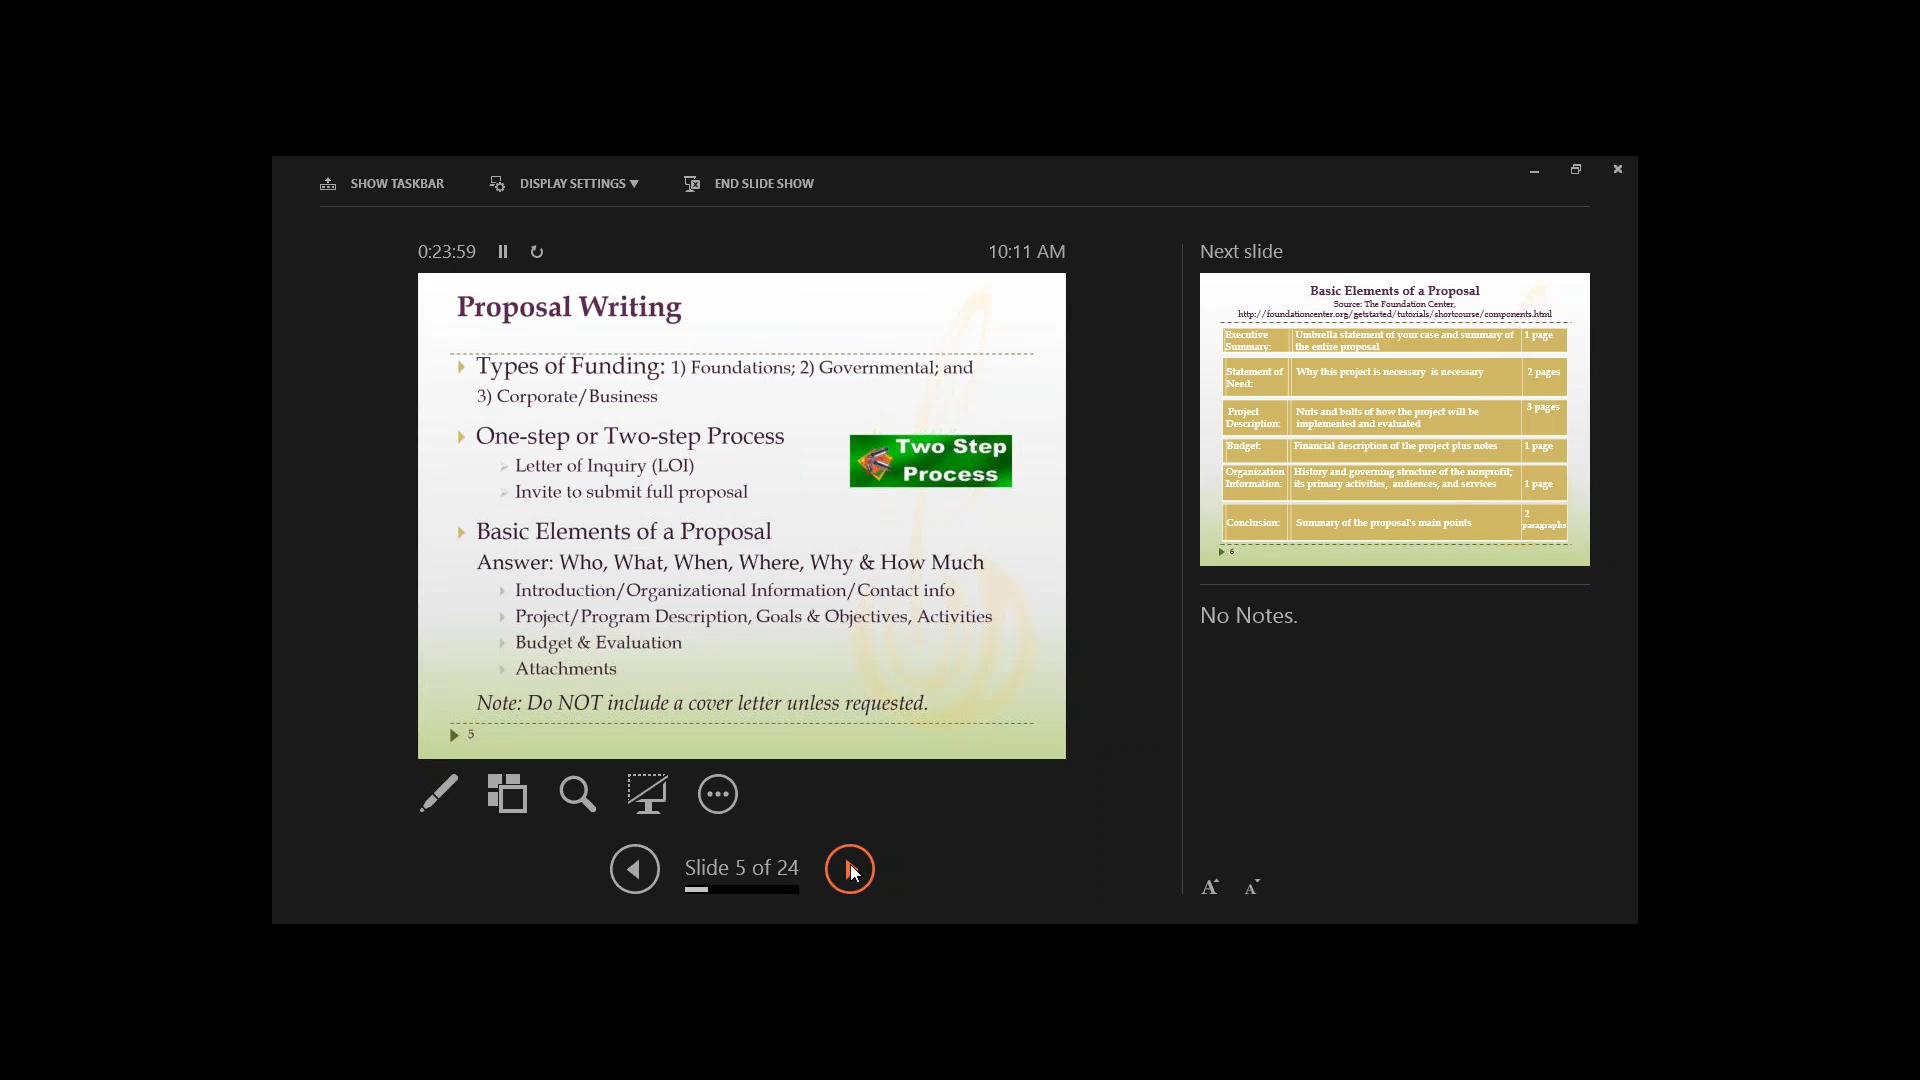 SHOW TASKBAR
DISPLAY SETTINGS ▼
END SLIDE SHOW
0:23:59
10:11 AM
Proposal Writing
Types of Funding: 1) Foundations; 2) Governmental; and
3) Corporate/Business
One-step or Two-step Process
Letter of Inquiry (LOI)
Invite to submit full proposal
Two Step
Process
Basic Elements of a Proposal
Answer: Who, What, When, Where, Why & How Much
Introduction/Organizational Information/Contact info
Project/Program Description, Goals & Objectives, Activities
Budget & Evaluation
Attachments
Note: Do NOT include a cover letter unless requested.
5
Slide 5 of 24
Next slide
Basic Elements of a Proposal
Source: The Foundation Center,
http://foundationcenter.org/getstarted/tutorials/shortcourse/components.html
Executive
Summary:
Umbrella statement of your case and summary of
the entire proposal
1 page
Statement of
Need:
Why this project is necessary is necessary
2 pages
Project
Description:
Nuts and bolts of how the project will be
implemented and evaluated
3 pages
Budget:
Financial description of the project plus notes
1 page
Organization
Information:
History and governing structure of the nonprofit;
its primary activities, audiences, and services
1 page
Conclusion:
Summary of the proposal's main points
2
paragraphs
6
No Notes.
A
A